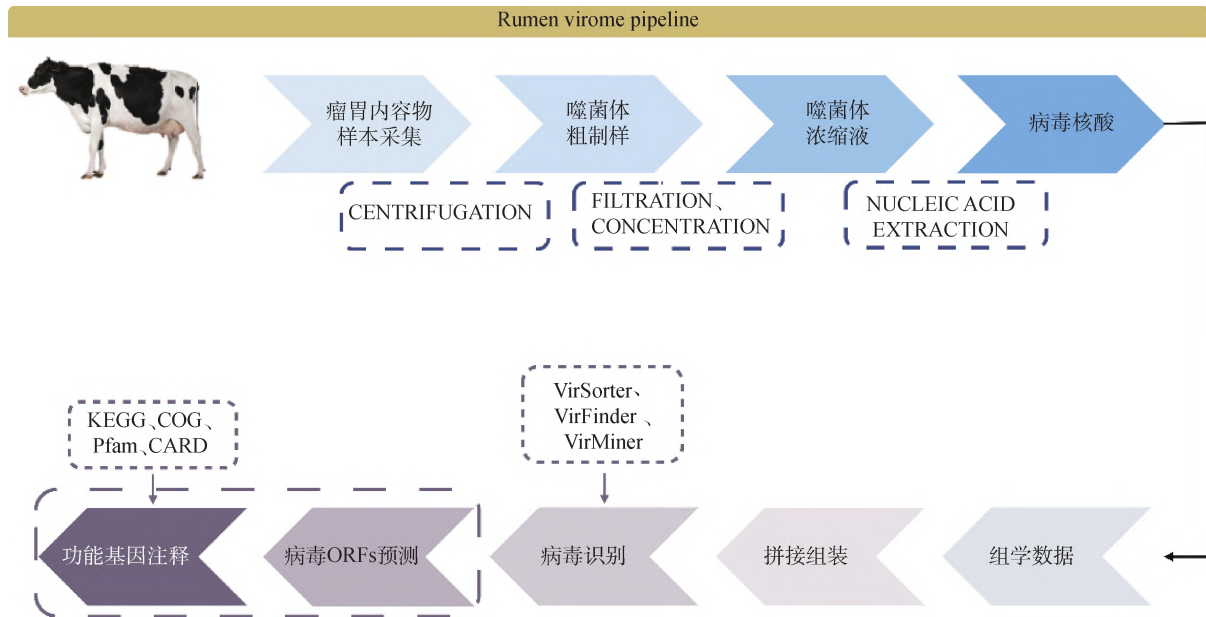 Rumen virome pipeline
瘤胃内容物
样本采集
噬菌体
粗制样
噬菌体
浓缩液
病毒核酸
CENTRIFUGATION
FILTRATION、
CONCENTRATION
NUCLEIC ACID
EXTRACTION
VirSorter、
VirFinder 、
VirMiner
KEGG、COG、
Pfam、CARD
功能基因注释
病毒ORFs预测
病毒识别
拼接组装
组学数据